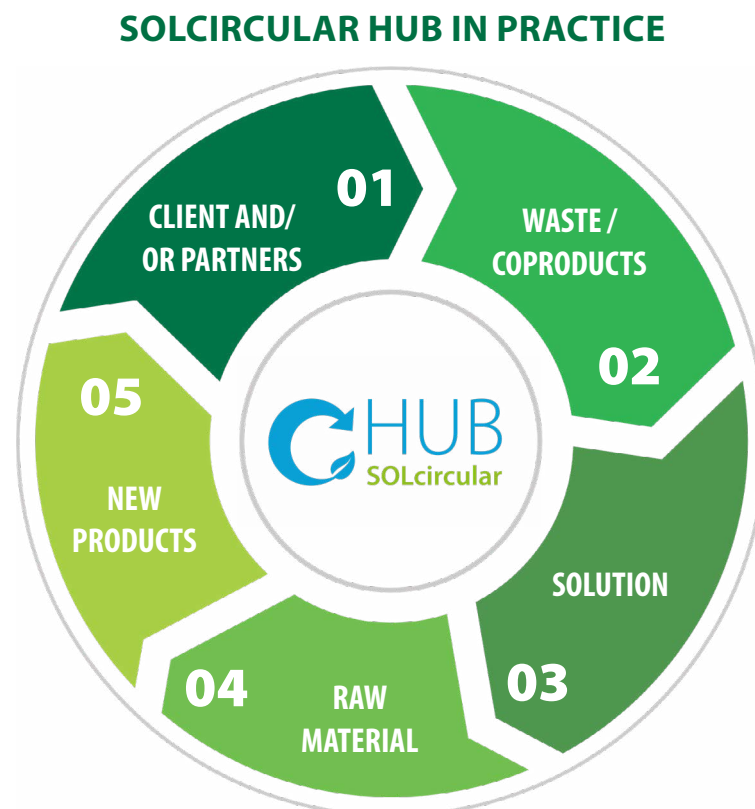 SOLCIRCULAR HUB IN PRACTICE
01
CLIENT AND/
OR PARTNERS
WASTE /
COPRODUCTS
02
SOLUTION
03
04
RAW
MATERIAL
05
NEW
PRODUCTS
HUB
SOLcircular